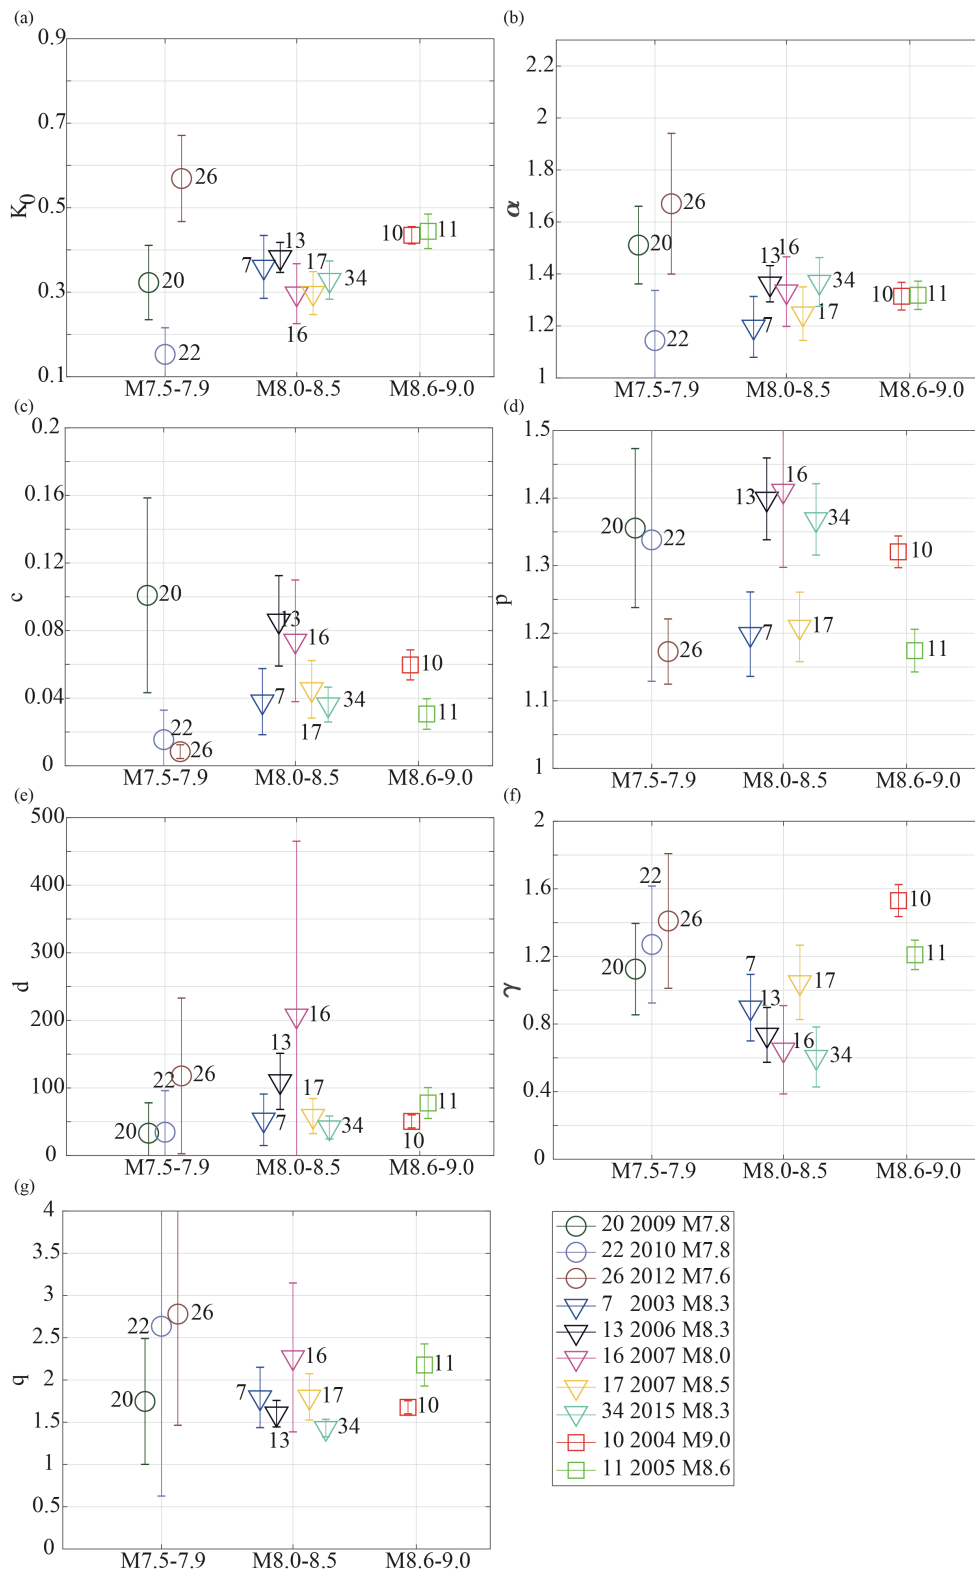 (a)
0.9
0.7
0.5
0.3
0.1
K0
26
20
22
7
13
16
17
34
10
11
M7.5-7.9
M8.0-8.5
M8.6-9.0
(b)
2.2
2
1.8
1.6
1.4
1.2
1
α
20
26
22
7
13
16
17
34
10
11
M7.5-7.9
M8.0-8.5
M8.6-9.0
(c)
0.2
0.16
0.12
0.08
0.04
0
c
20
22
26
7
13
16
17
34
10
11
M7.5-7.9
M8.0-8.5
M8.6-9.0
(d)
1.5
1.4
1.3
1.2
1.1
1
p
20
22
26
7
13
16
17
34
10
11
M7.5-7.9
M8.0-8.5
M8.6-9.0
(e)
500
400
300
200
100
0
d
20
22
26
7
13
16
17
34
10
11
M7.5-7.9
M8.0-8.5
M8.6-9.0
(f)
2
1.6
1.2
0.8
0.4
0
γ
20
22
26
7
13
16
17
34
10
11
M7.5-7.9
M8.0-8.5
M8.6-9.0
(g)
4
3.5
3
2.5
2
1.5
1
0.5
0
q
20
22
26
7
13
16
17
34
10
11
M7.5-7.9
M8.0-8.5
M8.6-9.0
20 2009 M7.8
22 2010 M7.8
26 2012 M7.6
7 2003 M8.3
13 2006 M8.3
16 2007 M8.0
17 2007 M8.5
34 2015 M8.3
10 2004 M9.0
11 2005 M8.6